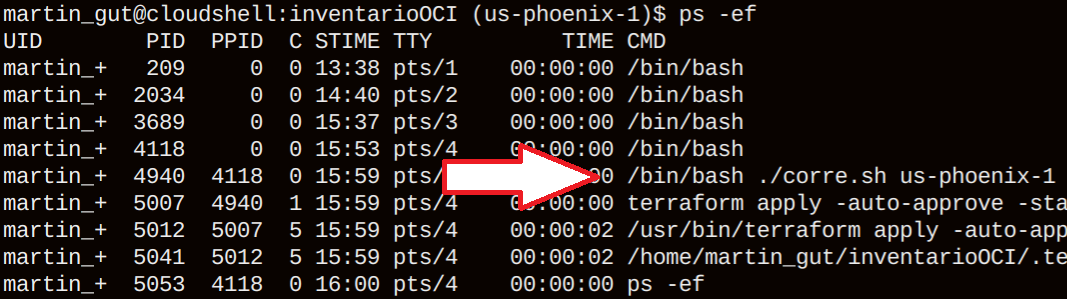 martin_gut@cloudshell:inventarioOCI (us-phoenix-1)$ ps -ef
UID        PID  PPID  C STIME TTY          TIME CMD
martin_+   209     0  0 13:38 pts/1    00:00:00 /bin/bash
martin_+  2034     0  0 14:40 pts/2    00:00:00 /bin/bash
martin_+  3689     0  0 15:37 pts/3    00:00:00 /bin/bash
martin_+  4118     0  0 15:53 pts/4    00:00:00 /bin/bash
martin_+  4940  4118  0 15:59 pts/ 00 /bin/bash ./corre.sh us-phoenix-1
martin_+  5007  4940  1 15:59 pts/4    00:00:00 terraform apply -auto-approve -sta
martin_+  5012  5007  5 15:59 pts/4    00:00:02 /usr/bin/terraform apply -auto-app
martin_+  5041  5012  5 15:59 pts/4    00:00:02 /home/martin_gut/inventarioOCI/.te
martin_+  5053  4118  0 16:00 pts/4    00:00:00 ps -ef